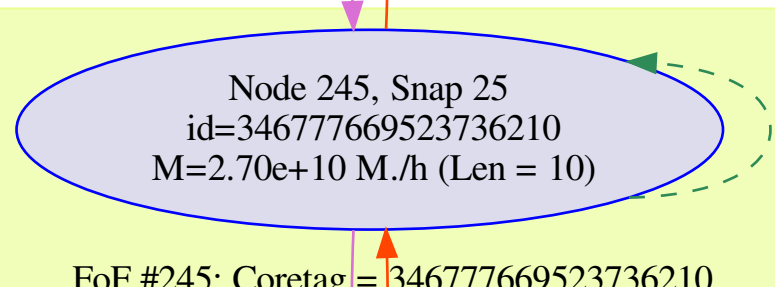 Node 245, Snap 25
id=346777669523736210
M=2.70e+10 M./h (Len = 10)
FoF #245; Coretag = 346777669523736210